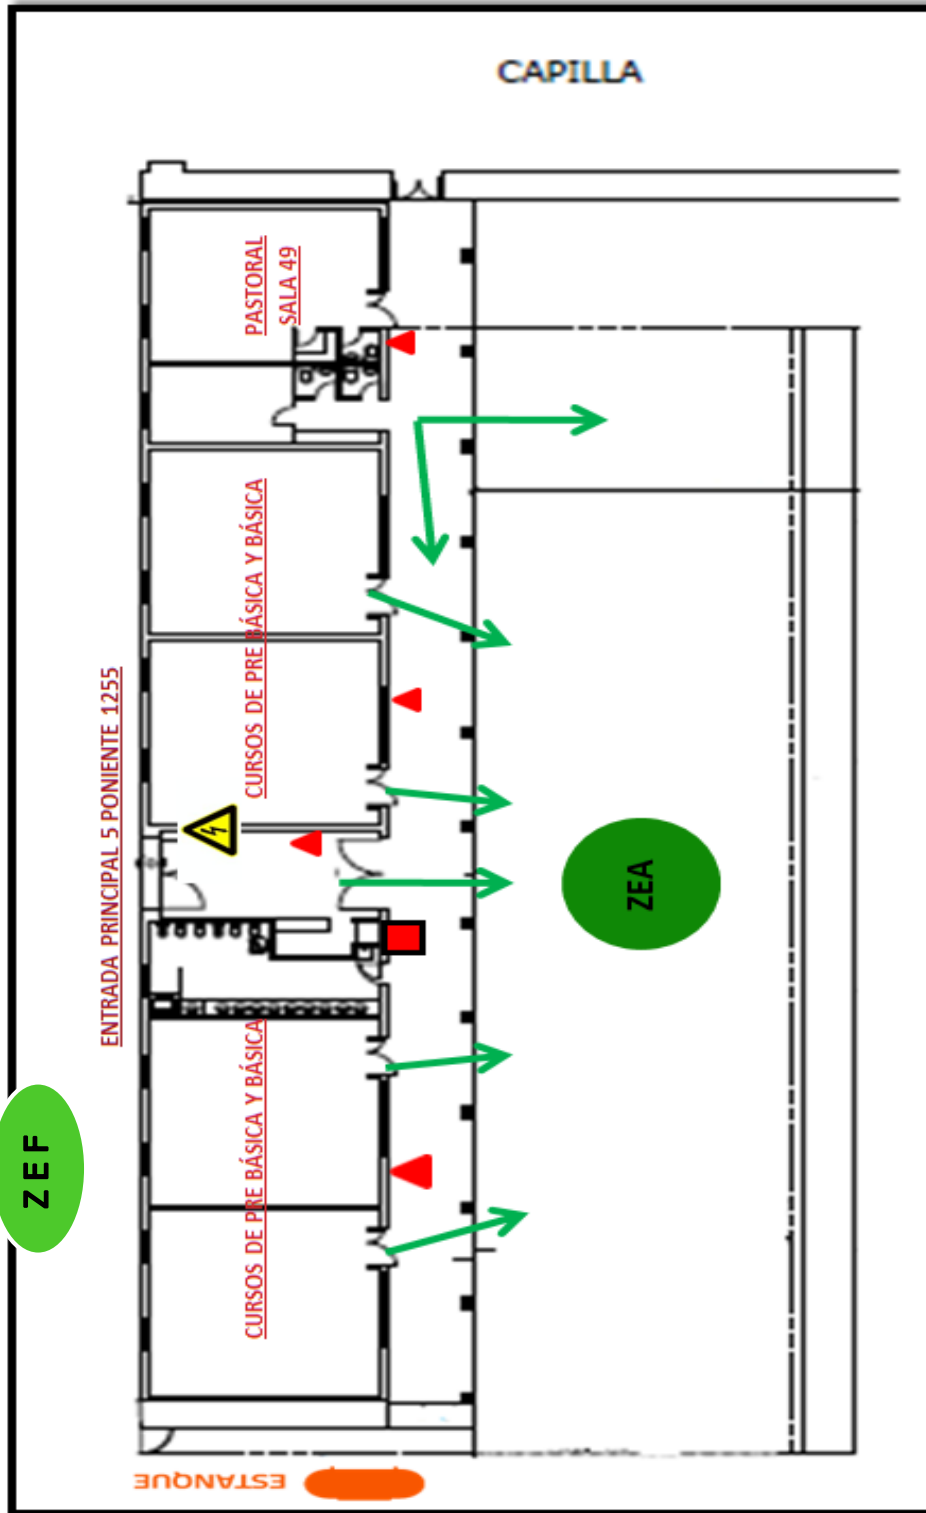 CAPILLA
PASTORAL
SALA 49
CURSOS DE PRE BÁSICA Y BÁSICA
ENTRADA PRINCIPAL 5 PONIENTE 1255
ZEA
CURSOS DE PRE BÁSICA Y BÁSICA
ZEF
ESTANQUE